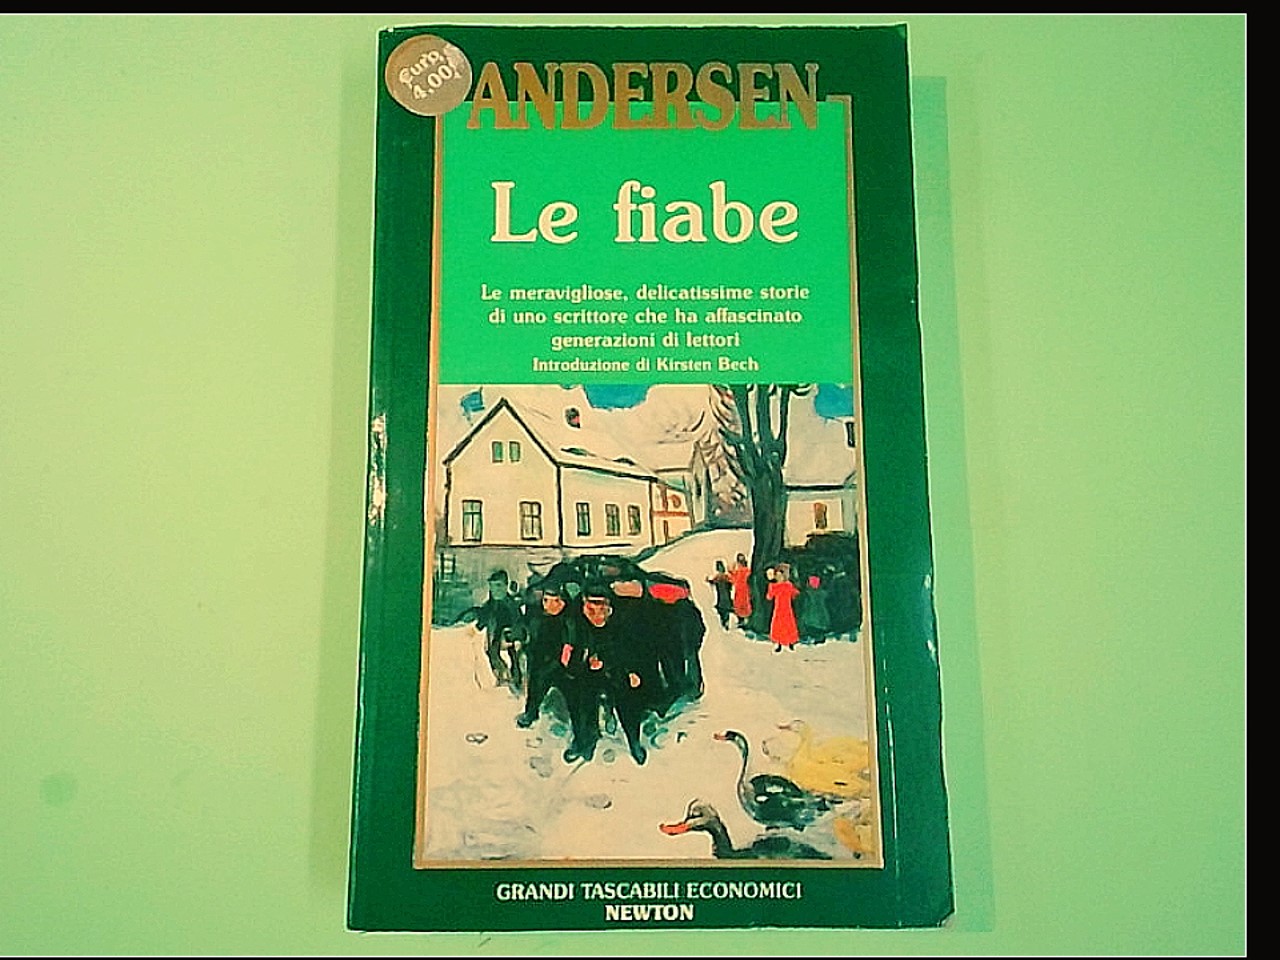 Euro
4,00
ANDERSEN
Le fiabe
Le meravigliose, delicatissime storie
di uno scrittore che ha affascinato
generazioni di lettori
Introduzione di Kirsten Bech
GRANDI TASCABILI ECONOMICI
NEWTON